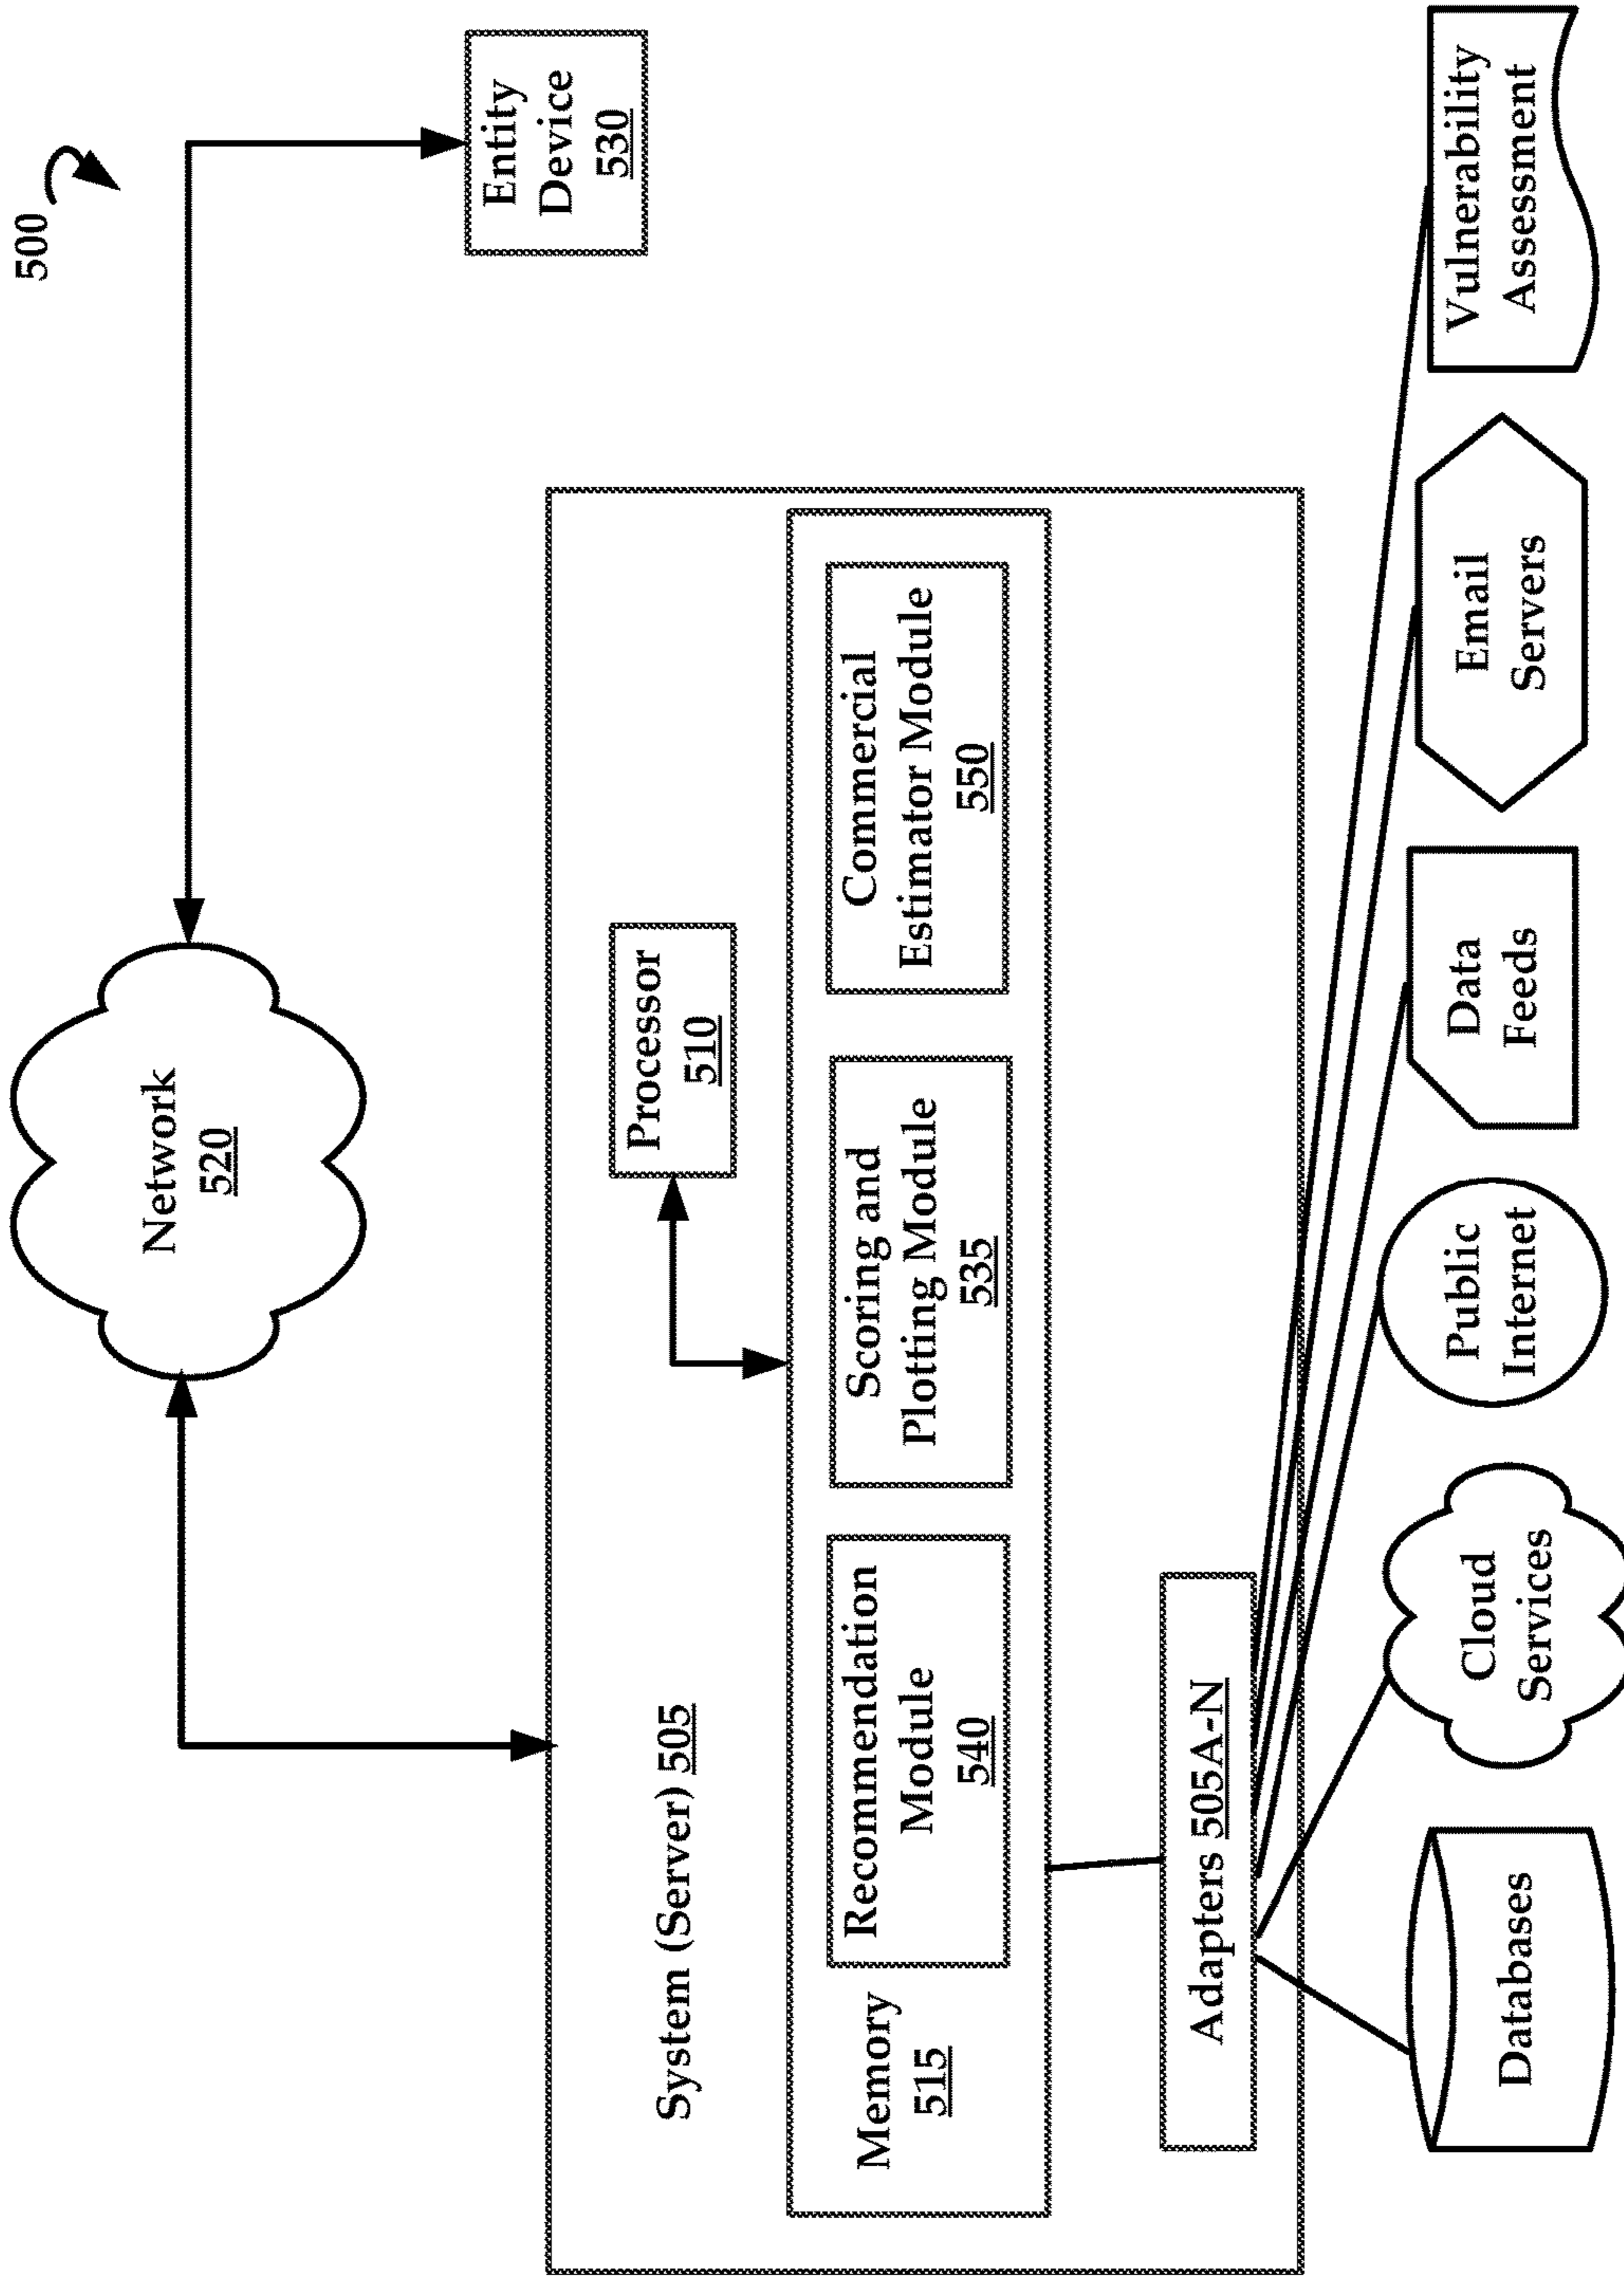 500
Network
520
Entity
Device
530
System (Server) 505
Processor
510
Memory
515
Recommendation
Module
540
Scoring and
Plotting Module
535
Commercial
Estimator Module
550
Adapters 505A-N
Databases
Cloud
Services
Public
Internet
Data
Feeds
Email
Servers
Vulnerability
Assessment